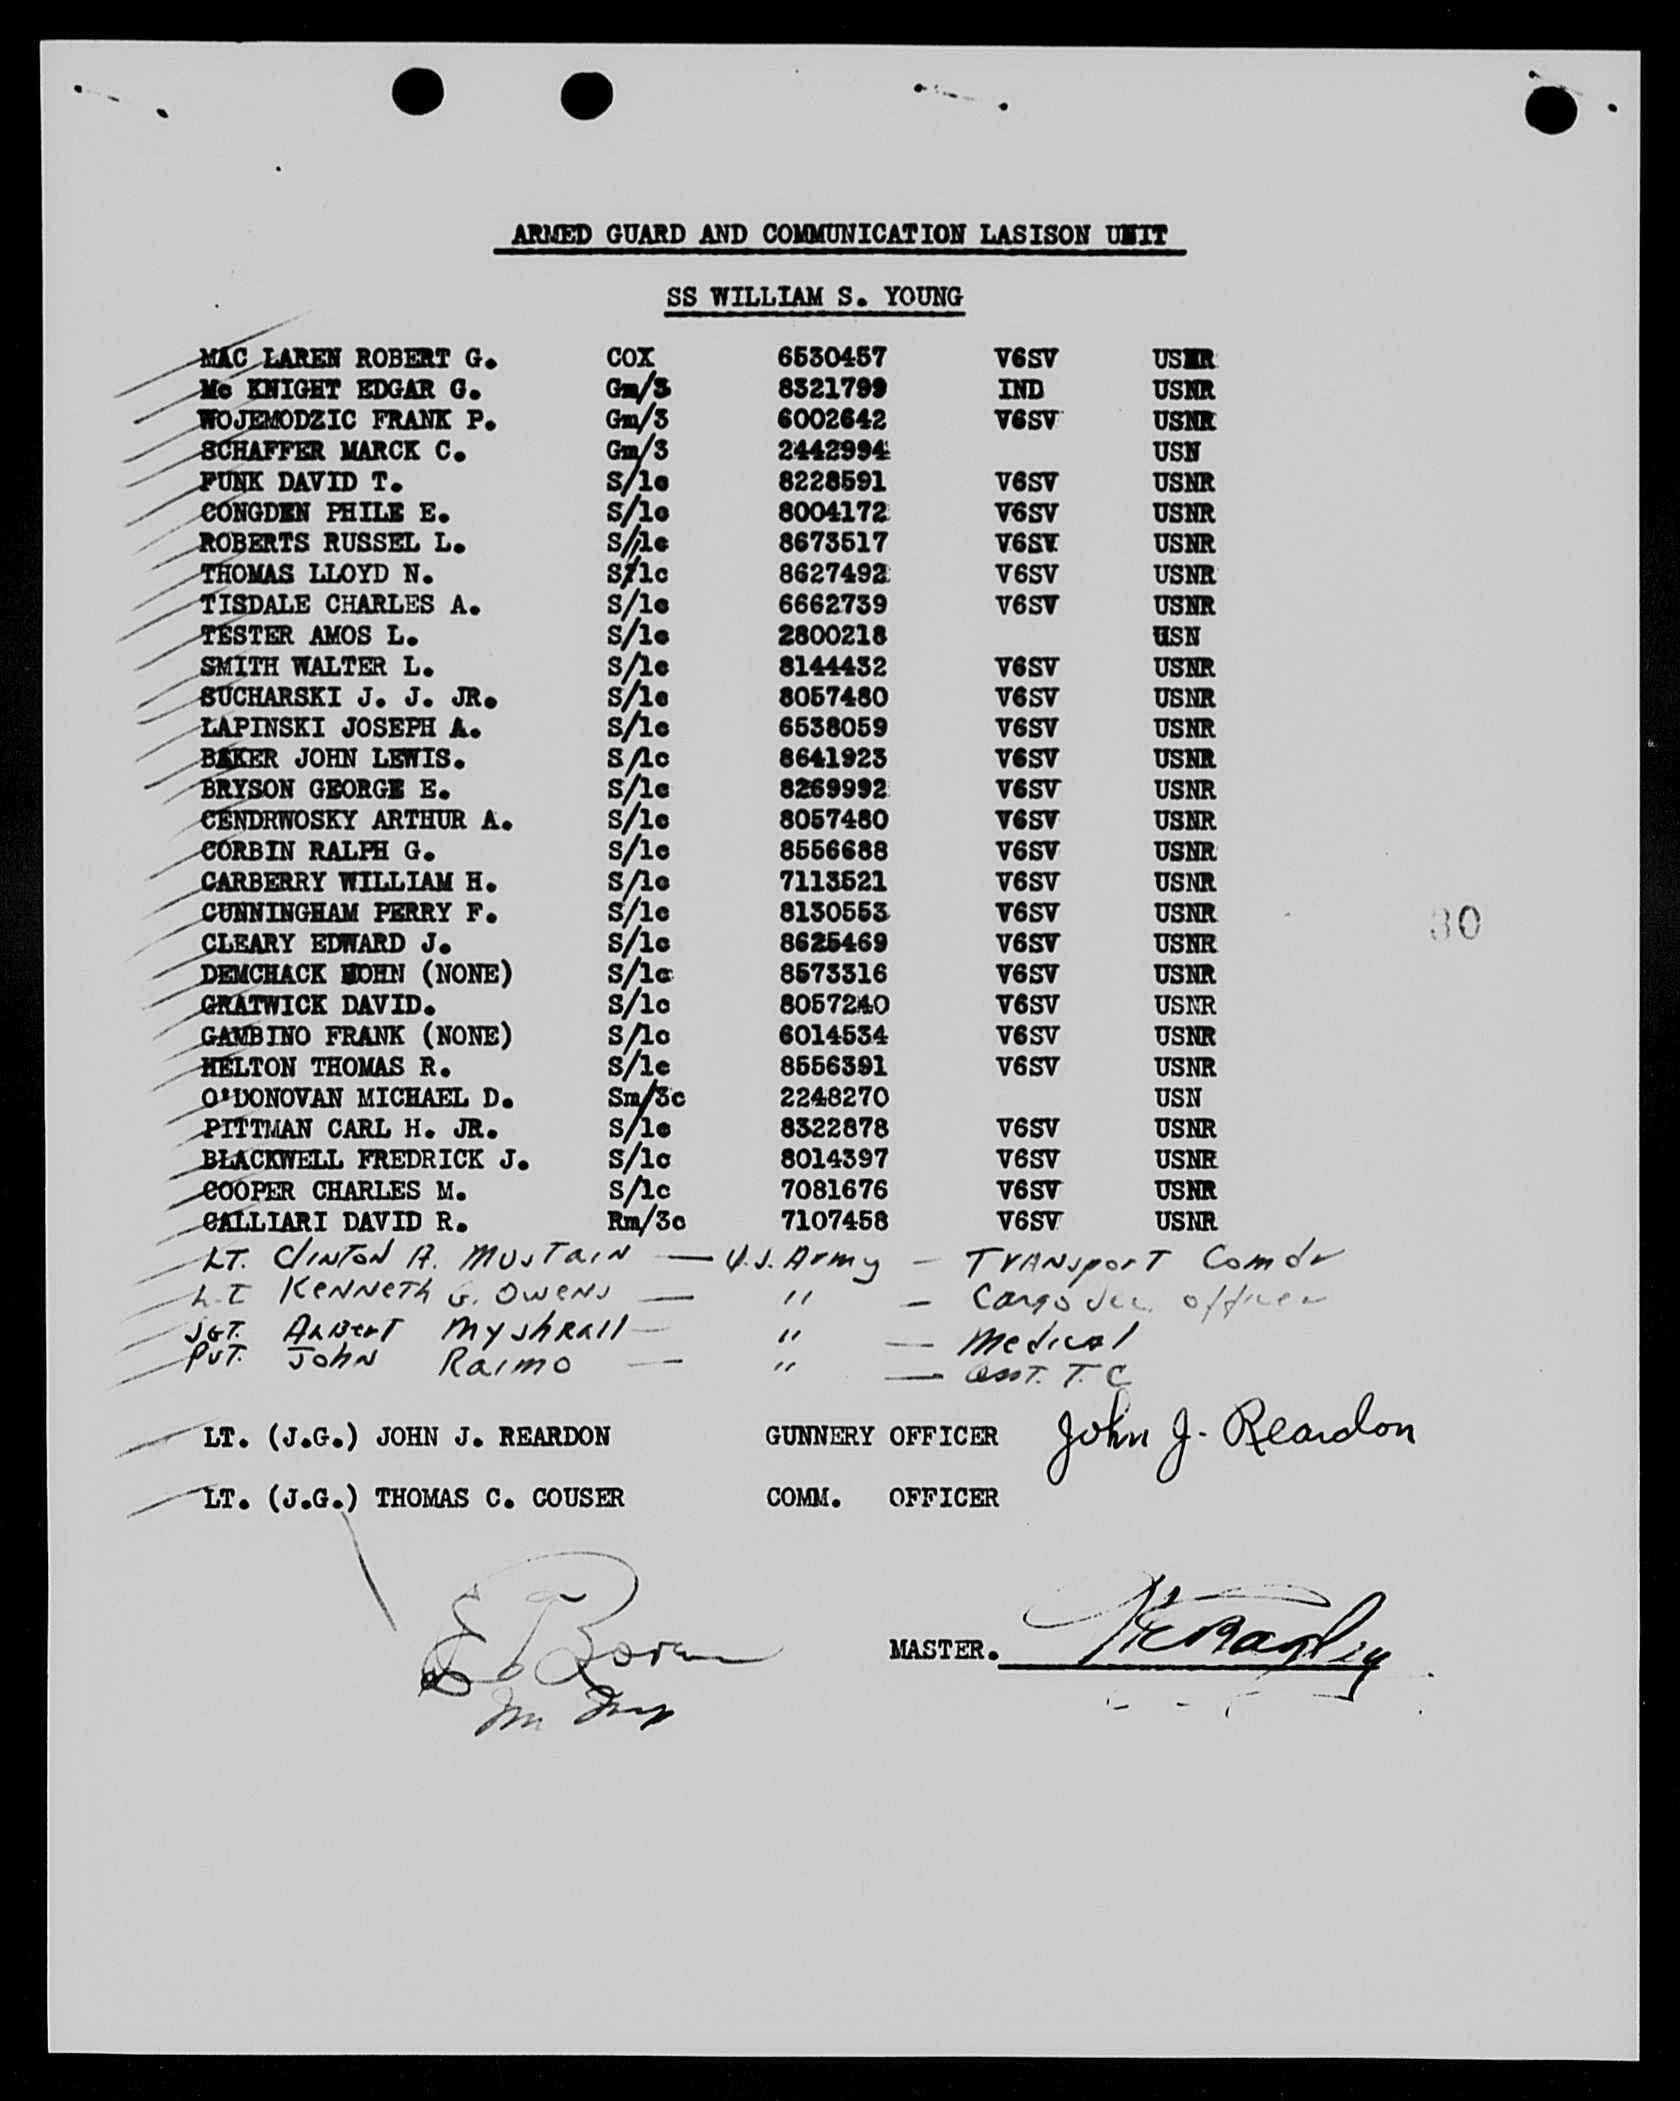 ARMED GUARD AND COMMUNICATION LASISON UNIT
SS WILLIAM S. YOUNG
MAC LAREN ROBERT G. COX 6530457 V6SV USNR
Mc KNIGHT EDGAR G. Gm/3 8321799 IND USNR
WOJEMODZIC FRANK P. Gm/3 6002642 V6SV USNR
SCHAFFER MARCK C. Gm/3 2442994 USN
FUNK DAVID T. S/1c 8228591 V6SV USNR
CONGDEN PHILE E. S/1c 8004172 V6SV USNR
ROBERTS RUSSEL L. S/1c 8673517 V6SV USNR
THOMAS LLOYD N. S/1c 8627492 V6SV USNR
TISDALE CHARLES A. S/1c 6662739 V6SV USNR
TESTER AMOS L. S/1c 2800218 USN
SMITH WALTER L. S/1c 8144432 V6SV USNR
SUCHARSKI J. J. JR. S/1c 8057480 V6SV USNR
LAPINSKI JOSEPH A. S/1c 6538059 V6SV USNR
BAKER JOHN LEWIS. S/1c 8641923 V6SV USNR
BRYSON GEORGE E. S/1c 8269992 V6SV USNR
CENDRWOSKY ARTHUR A. S/1c 8057480 V6SV USNR
CORBIN RALPH G. S/1c 8556688 V6SV USNR
CARBERRY WILLIAM H. S/1c 7113521 V6SV USNR
CUNNINGHAM PERRY F. S/1c 8130553 V6SV USNR
CLEARY EDWARD J. S/1c 8625469 V6SV USNR
DEMCHACK JOHN (NONE) S/1c 8573316 V6SV USNR
GRATWICK DAVID. S/1c 8057240 V6SV USNR
GAMBINO FRANK (NONE) S/1c 6014534 V6SV USNR
HELTON THOMAS R. S/1c 8556391 V6SV USNR
O'DONOVAN MICHAEL D. Sm/3c 2248270 USN
PITTMAN CARL H. JR. S/1c 8322878 V6SV USNR
BLACKWELL FREDRICK J. S/1c 8014397 V6SV USNR
COOPER CHARLES M. S/1c 7081676 V6SV USNR
CALLIARI DAVID R. Rm/3c 7107458 V6SV USNR
30
LT. Clinton A. Mustain — U.S. Army — Transport Comdr
LT Kenneth G. Owens — " — Cargo Sec. officer
SGT. Albert Myshrall — " — Medical
PVT. John Raimo — " — Asst. T.C
LT. (J.G.) JOHN J. REARDON GUNNERY OFFICER John J. Reardon
LT. (J.G.) THOMAS C. COUSER COMM. OFFICER
MASTER.